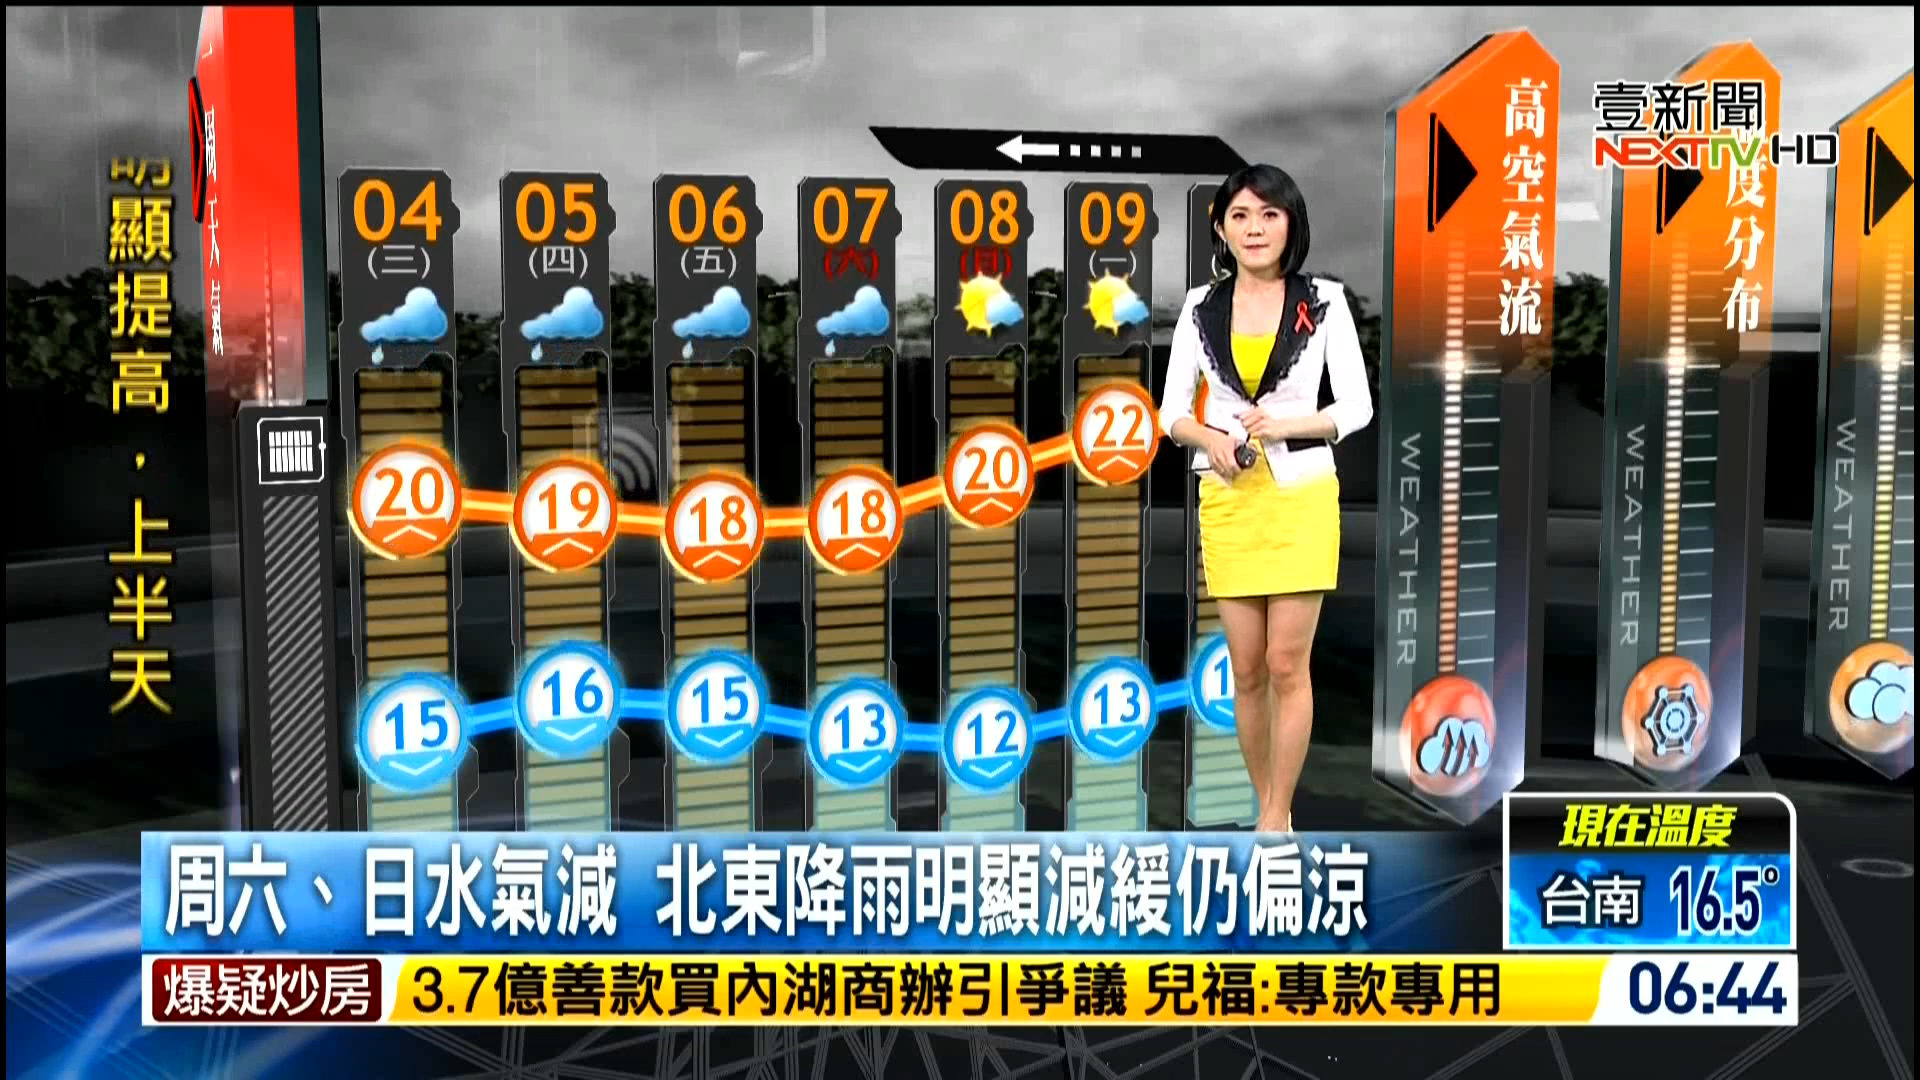 明顯提高，上半天
04 05 06 07 08 09
(三) (四) (五) (六) (日) (一)
20 19 18 18 20 22
15 16 15 13 12 13
高空氣流
度分布
WEATHER
WEATHER
WEATHER
壹新聞
NEXTTV HD
現在溫度
台南 16.5°
周六、日水氣減 北東降雨明顯減緩仍偏涼
爆疑炒房
3.7億善款買內湖商辦引爭議 兒福:專款專用
06:44